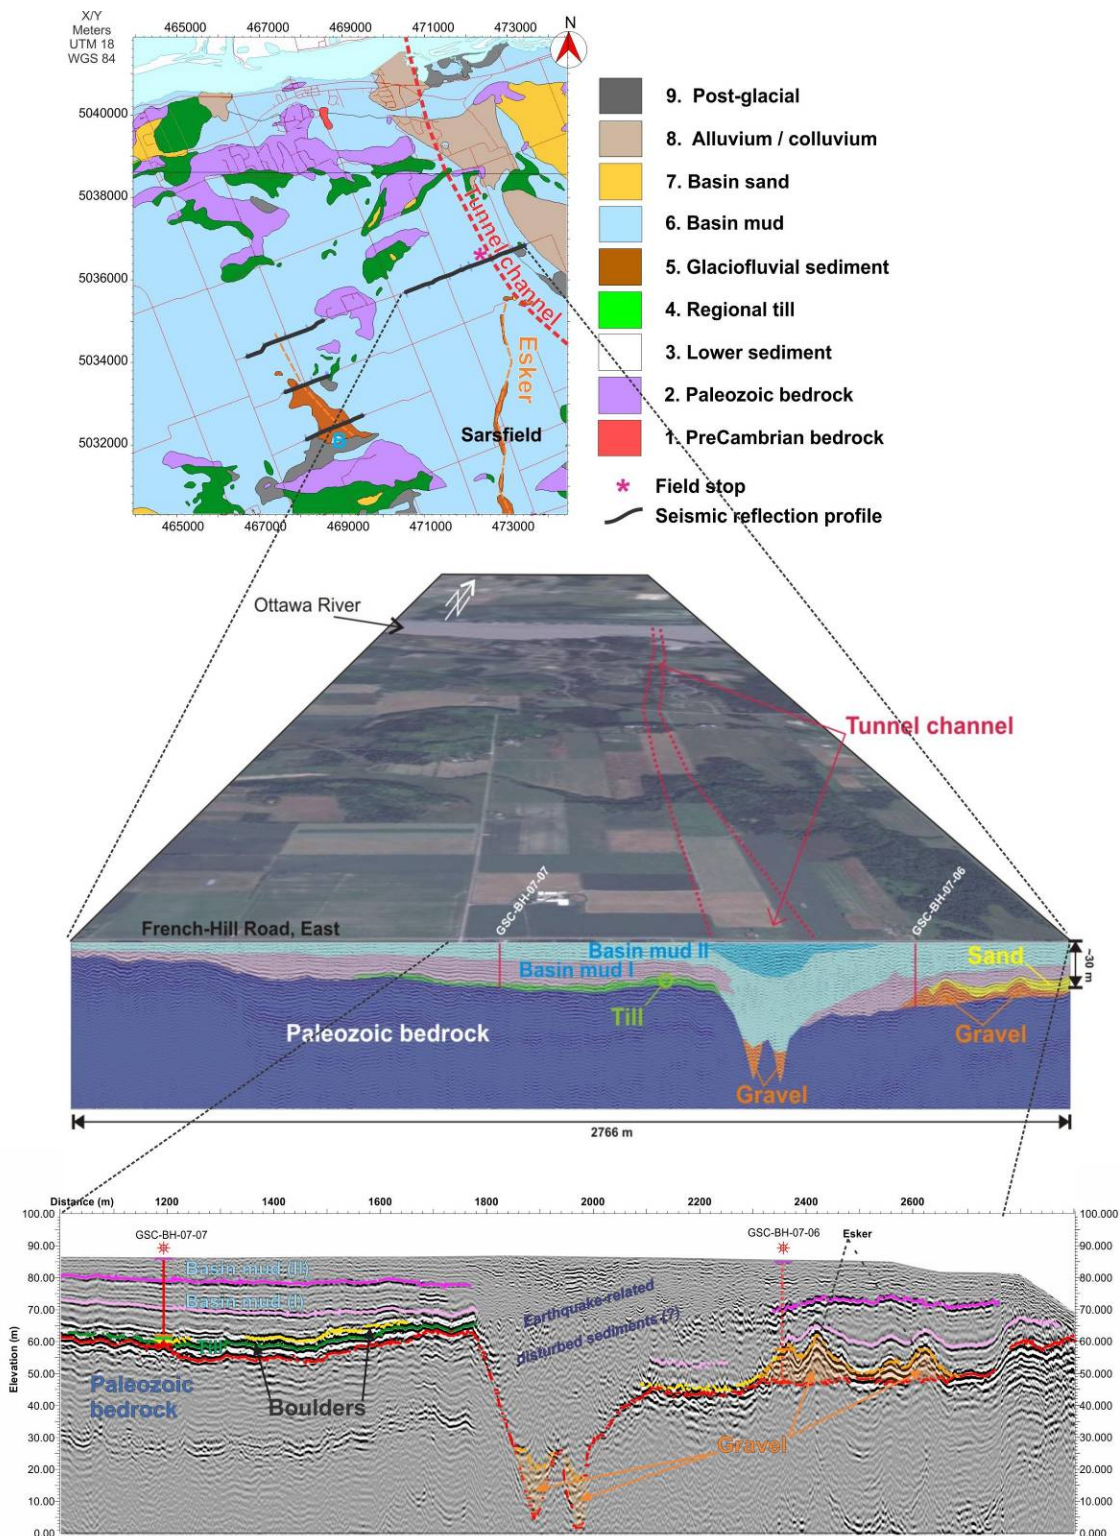 X/Y
Meters
UTM 18
WGS 84
465000 467000 469000 471000 473000
N
5040000
5038000
5036000
5034000
5032000
Tunnel channel
Esker
Sarsfield
465000 467000 469000 471000 473000
9. Post-glacial
8. Alluvium / colluvium
7. Basin sand
6. Basin mud
5. Glaciofluvial sediment
4. Regional till
3. Lower sediment
2. Paleozoic bedrock
1. PreCambrian bedrock
* Field stop
Seismic reflection profile
Ottawa River
Tunnel channel
GSC-BH-07-07
GSC-BH-07-06
French-Hill Road, East
Basin mud II
Basin mud I
Sand
~30 m
Till
Paleozoic bedrock
Gravel
Gravel
2766 m
Distance (m) 1200 1400 1600 1800 2000 2200 2400 2600
100.00 100.000
GSC-BH-07-07 GSC-BH-07-06 Esker
90.00 90.000
Basin mud (II)
80.00 80.000
Basin mud (I)
Earthquake-related
disturbed sediments (?)
70.00 70.000
Till
60.00 60.000
Elevation (m)
Paleozoic
bedrock
Boulders
50.00 50.000
40.00 40.000
Gravel
30.00 30.000
20.00 20.000
10.00 10.000
0.00 0.000